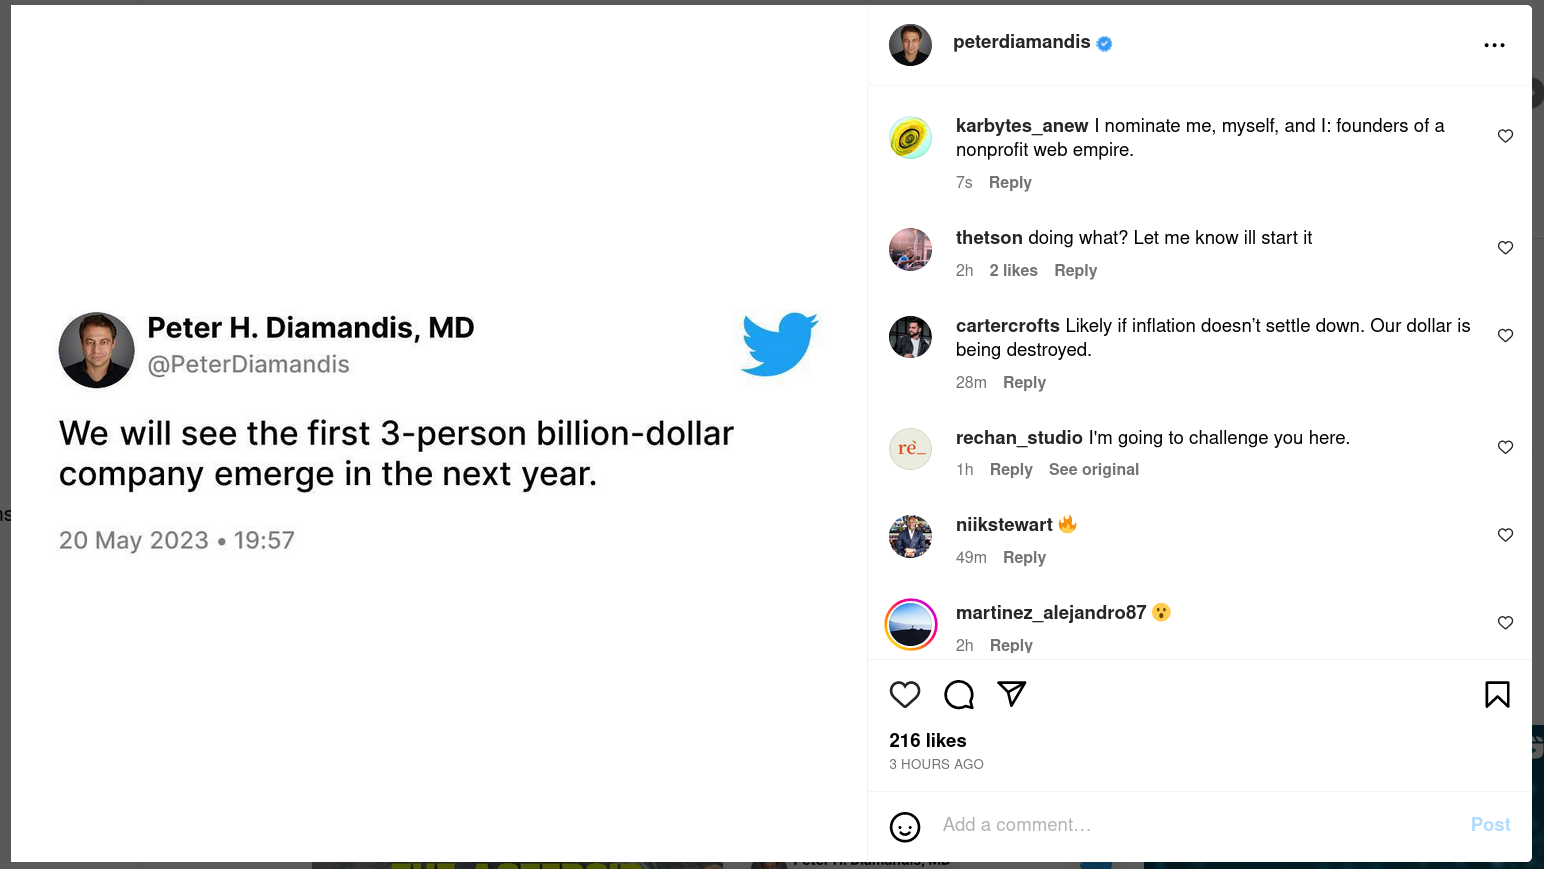 Peter H. Diamandis, MD
@PeterDiamandis
We will see the first 3-person billion-dollar
company emerge in the next year.
20 May 2023 • 19:57
peterdiamandis
karbytes_anew I nominate me, myself, and I: founders of a
nonprofit web empire.
7s Reply
thetson doing what? Let me know ill start it
2h 2 likes Reply
cartercrofts Likely if inflation doesn’t settle down. Our dollar is
being destroyed.
28m Reply
rè_
rechan_studio I'm going to challenge you here.
1h Reply See original
niikstewart 🔥
49m Reply
martinez_alejandro87 😮
2h Reply
216 likes
3 HOURS AGO
Add a comment…
Post